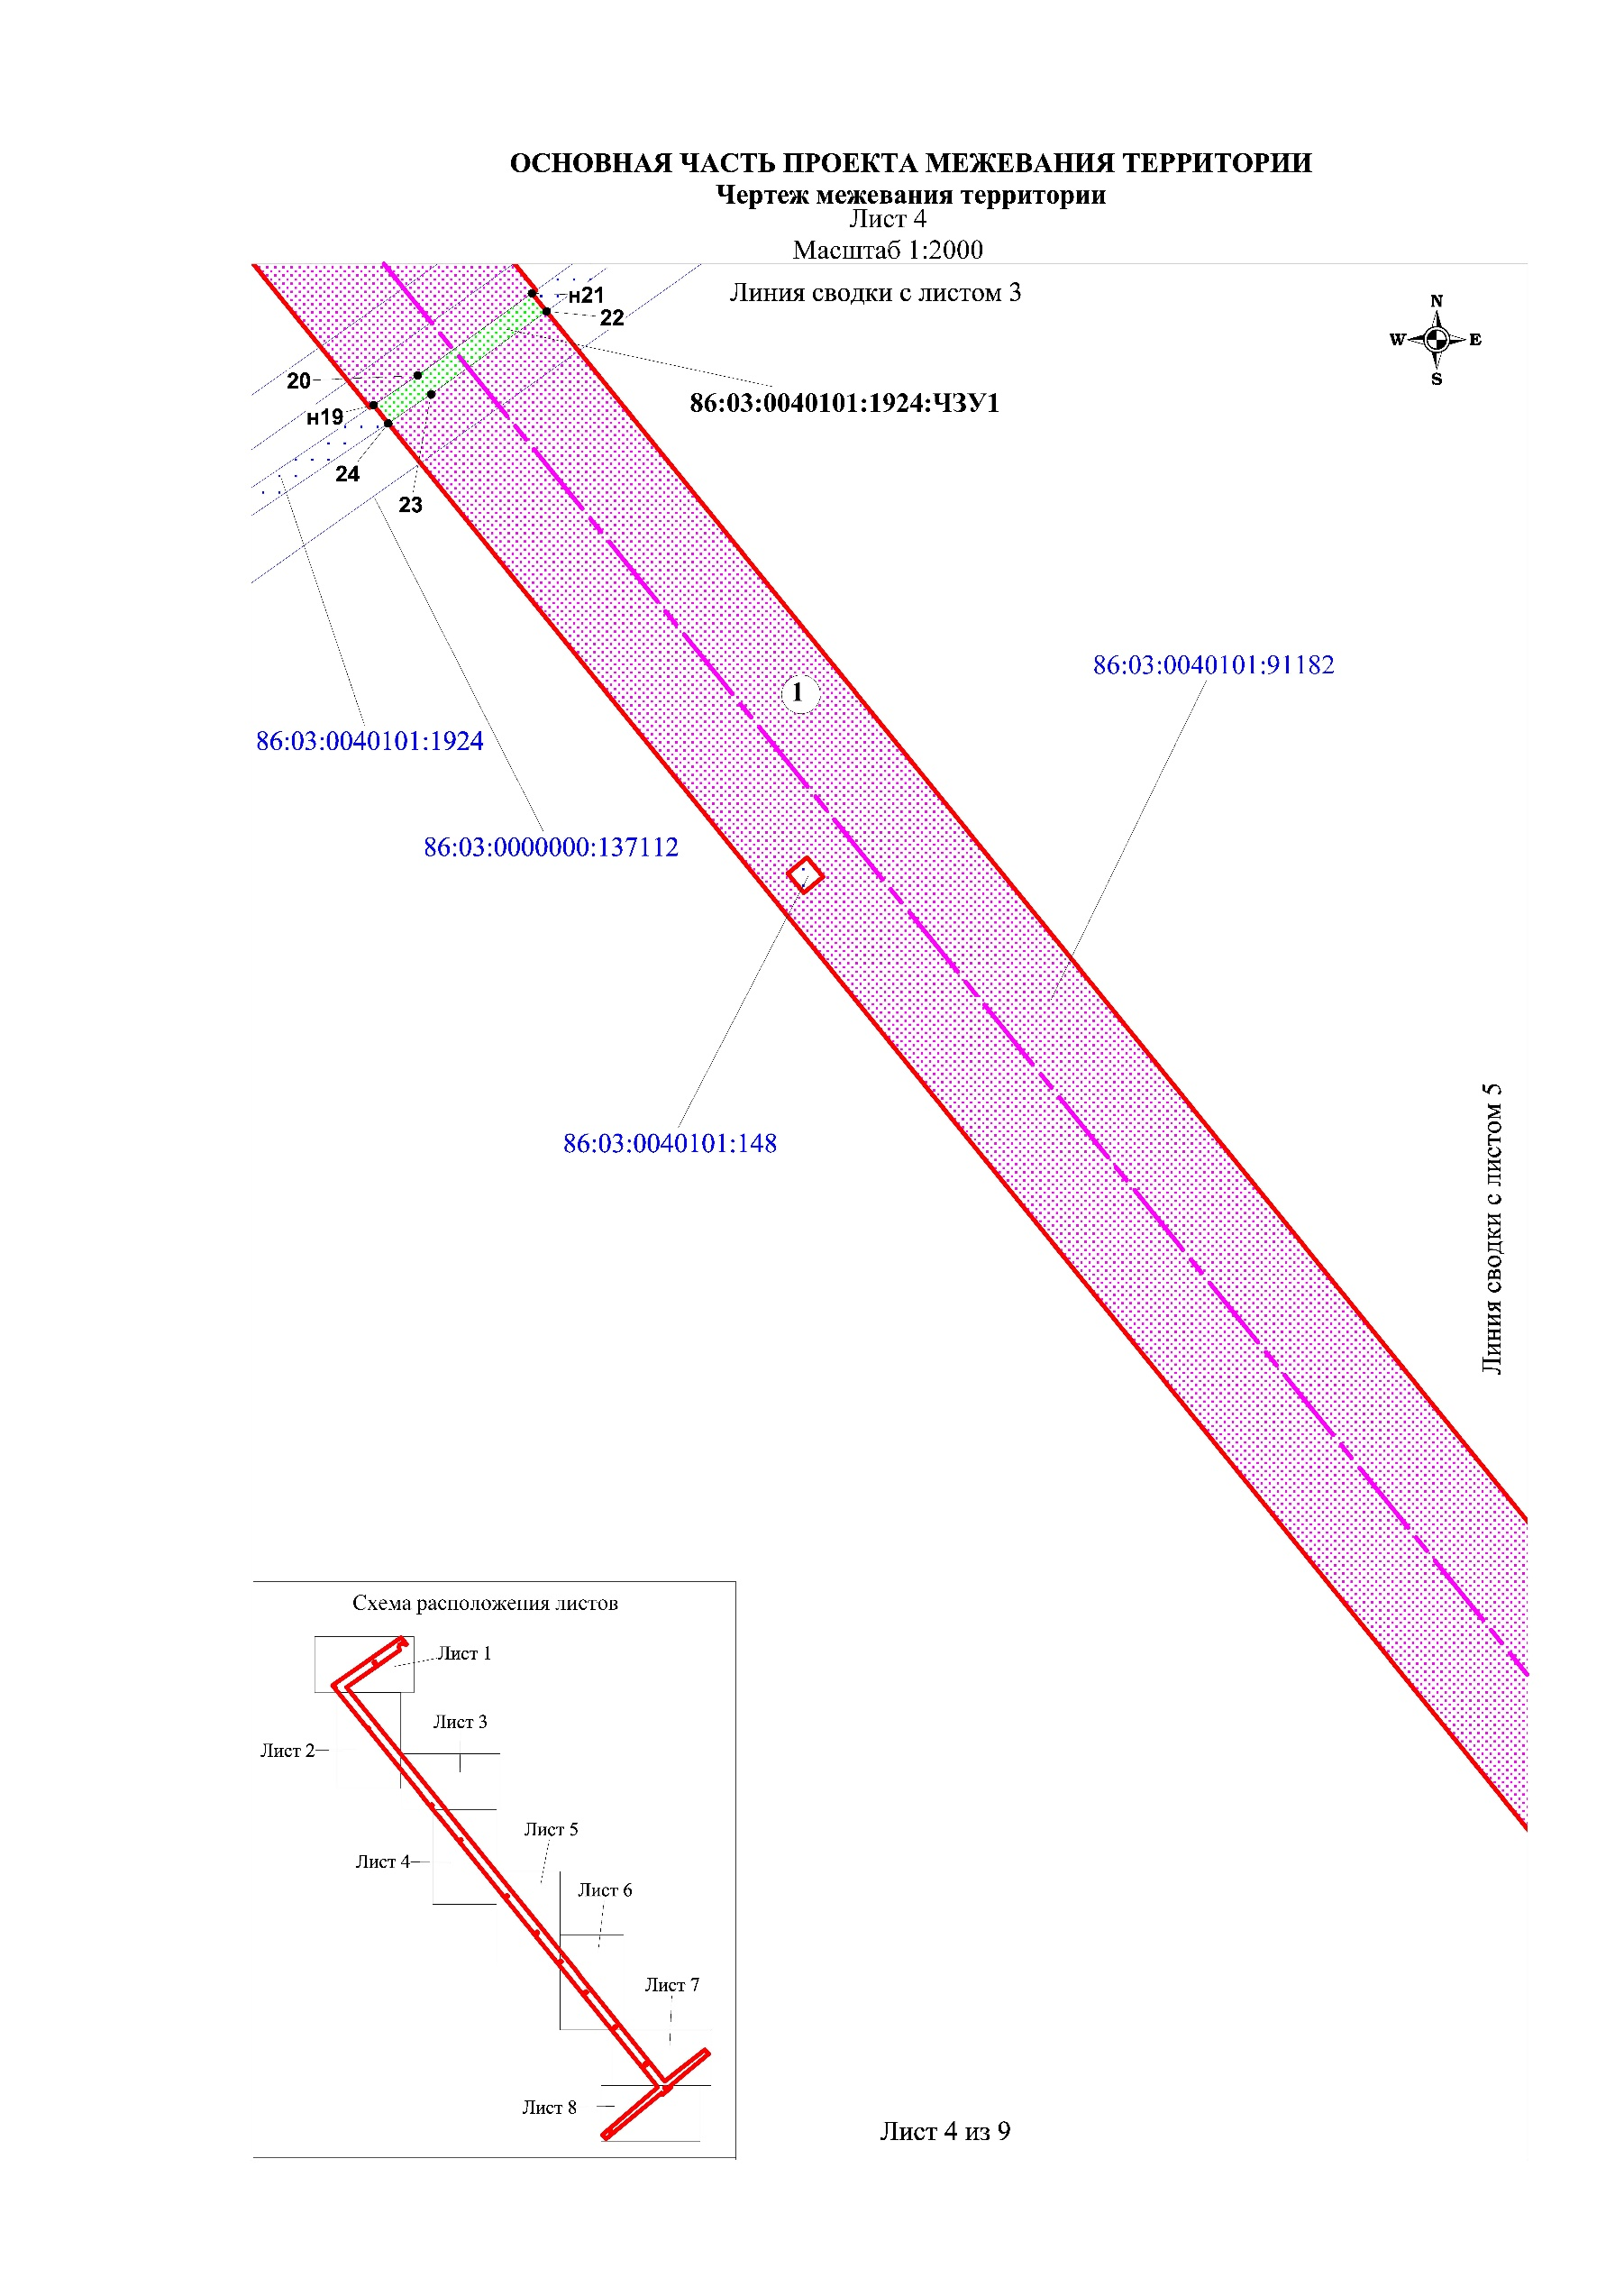 ОСНОВНАЯ ЧАСТЬ ПРОЕКТА МЕЖЕВАНИЯ ТЕРРИТОРИИ
Чертеж межевания территории
Лист 4
Масштаб 1:2000
Линия сводки с листом 3
н21
22
N
W E
S
20
н19
86:03:0040101:1924:ЧЗУ1
24
23
86:03:0040101:91182
1
86:03:0040101:1924
86:03:0000000:137112
86:03:0040101:148
Линия сводки с листом 5
Схема расположения листов
Лист 1
Лист 3
Лист 2
Лист 5
Лист 4
Лист 6
Лист 7
Лист 8
Лист 4 из 9